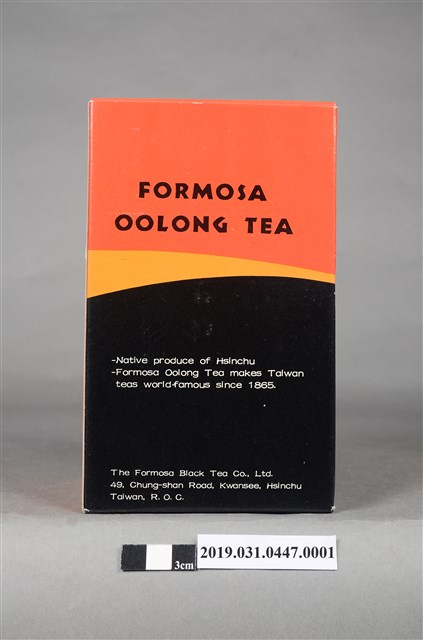 FORMOSA
OOLONG TEA
-Native produce of Hsinchu
-Formosa Oolong Tea makes Taiwan
teas world-famous since 1865.
The Formosa Black Tea Co., Ltd.
49, Chung-shan Road, Kwansee, Hsinchu
Taiwan, R. O. C.
3cm
2019.031.0447.0001